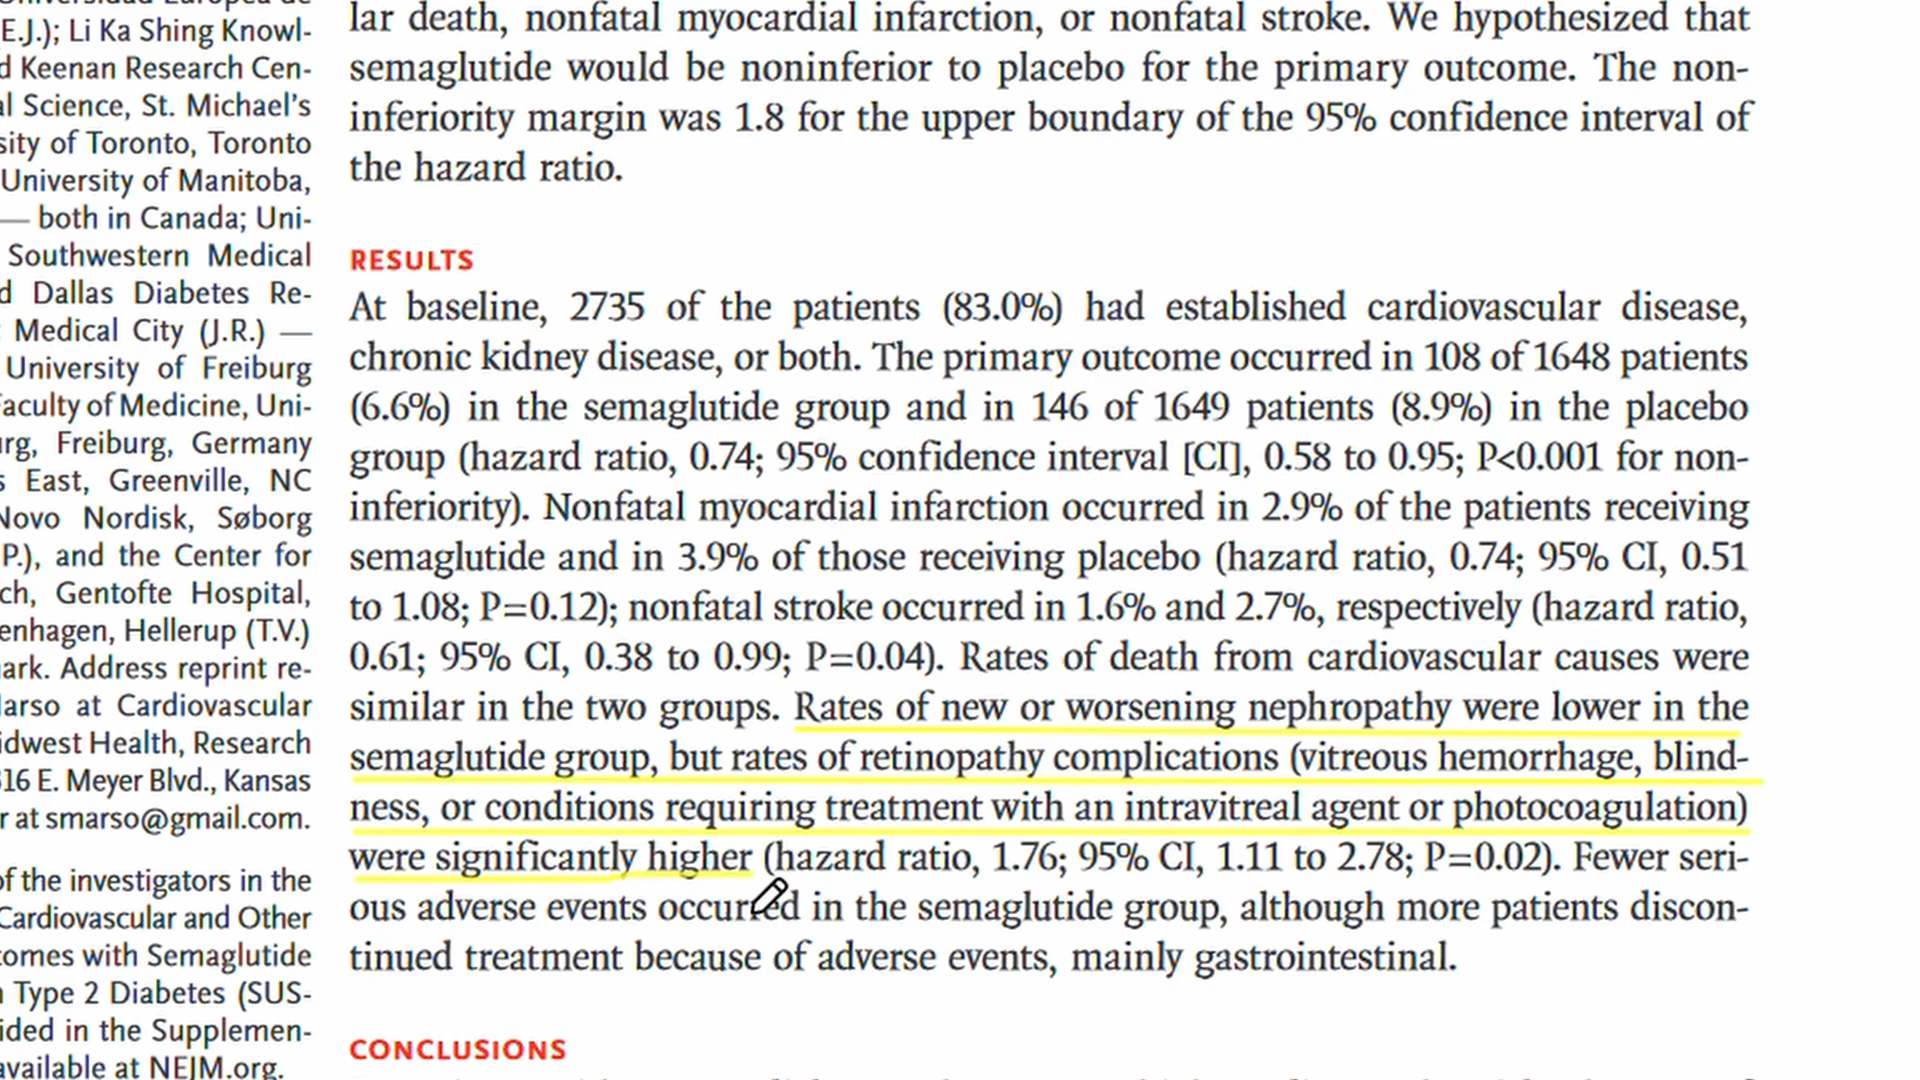 E.J.); Li Ka Shing Knowl-
d Keenan Research Cen-
al Science, St. Michael's
sity of Toronto, Toronto
University of Manitoba,
— both in Canada; Uni-
Southwestern Medical
d Dallas Diabetes Re-
Medical City (J.R.) —
University of Freiburg
Faculty of Medicine, Uni-
urg, Freiburg, Germany
s East, Greenville, NC
Novo Nordisk, Søborg
P.), and the Center for
ch, Gentofte Hospital,
enhagen, Hellerup (T.V.)
ark. Address reprint re-
Marso at Cardiovascular
idwest Health, Research
316 E. Meyer Blvd., Kansas
r at smarso@gmail.com.
of the investigators in the
Cardiovascular and Other
comes with Semaglutide
n Type 2 Diabetes (SUS-
ided in the Supplemen-
available at NEJM.org.
lar death, nonfatal myocardial infarction, or nonfatal stroke. We hypothesized that
semaglutide would be noninferior to placebo for the primary outcome. The non-
inferiority margin was 1.8 for the upper boundary of the 95% confidence interval of
the hazard ratio.
RESULTS
At baseline, 2735 of the patients (83.0%) had established cardiovascular disease,
chronic kidney disease, or both. The primary outcome occurred in 108 of 1648 patients
(6.6%) in the semaglutide group and in 146 of 1649 patients (8.9%) in the placebo
group (hazard ratio, 0.74; 95% confidence interval [CI], 0.58 to 0.95; P<0.001 for non-
inferiority). Nonfatal myocardial infarction occurred in 2.9% of the patients receiving
semaglutide and in 3.9% of those receiving placebo (hazard ratio, 0.74; 95% CI, 0.51
to 1.08; P=0.12); nonfatal stroke occurred in 1.6% and 2.7%, respectively (hazard ratio,
0.61; 95% CI, 0.38 to 0.99; P=0.04). Rates of death from cardiovascular causes were
similar in the two groups. Rates of new or worsening nephropathy were lower in the
semaglutide group, but rates of retinopathy complications (vitreous hemorrhage, blind-
ness, or conditions requiring treatment with an intravitreal agent or photocoagulation)
were significantly higher (hazard ratio, 1.76; 95% CI, 1.11 to 2.78; P=0.02). Fewer seri-
ous adverse events occurred in the semaglutide group, although more patients discon-
tinued treatment because of adverse events, mainly gastrointestinal.
CONCLUSIONS